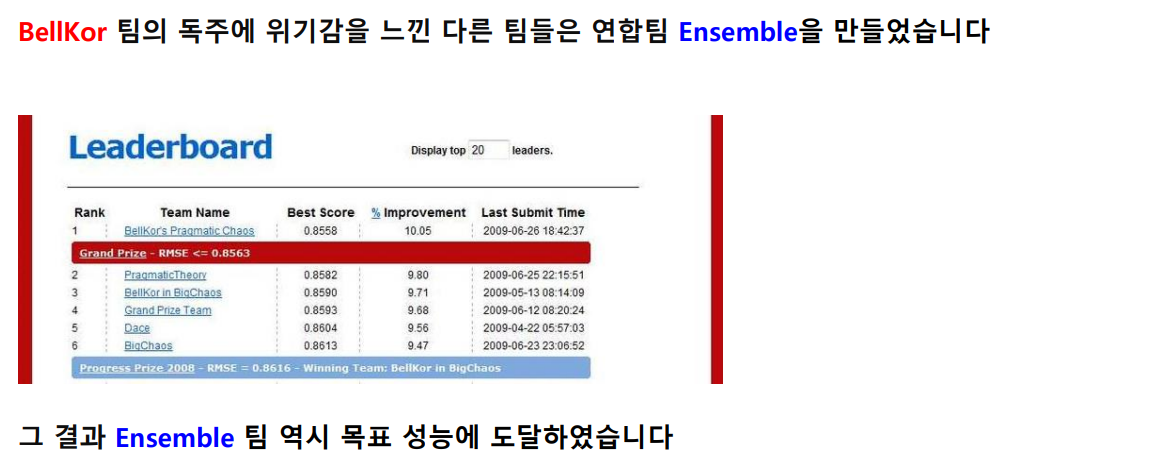 BellKor 팀의 독주에 위기감을 느낀 다른 팀들은 연합팀 Ensemble을 만들었습니다
Leaderboard
Display top 20 leaders.
Rank Team Name Best Score % Improvement Last Submit Time
1 BellKor's Pragmatic Chaos 0.8558 10.05 2009-06-26 18:42:37
Grand Prize - RMSE <= 0.8563
2 PragmaticTheory 0.8582 9.80 2009-06-25 22:15:51
3 BellKor in BigChaos 0.8590 9.71 2009-05-13 08:14:09
4 Grand Prize Team 0.8593 9.68 2009-06-12 08:20:24
5 Dace 0.8604 9.56 2009-04-22 05:57:03
6 BigChaos 0.8613 9.47 2009-06-23 23:06:52
Progress Prize 2008 - RMSE = 0.8616 - Winning Team: BellKor in BigChaos
그 결과 Ensemble 팀 역시 목표 성능에 도달하였습니다